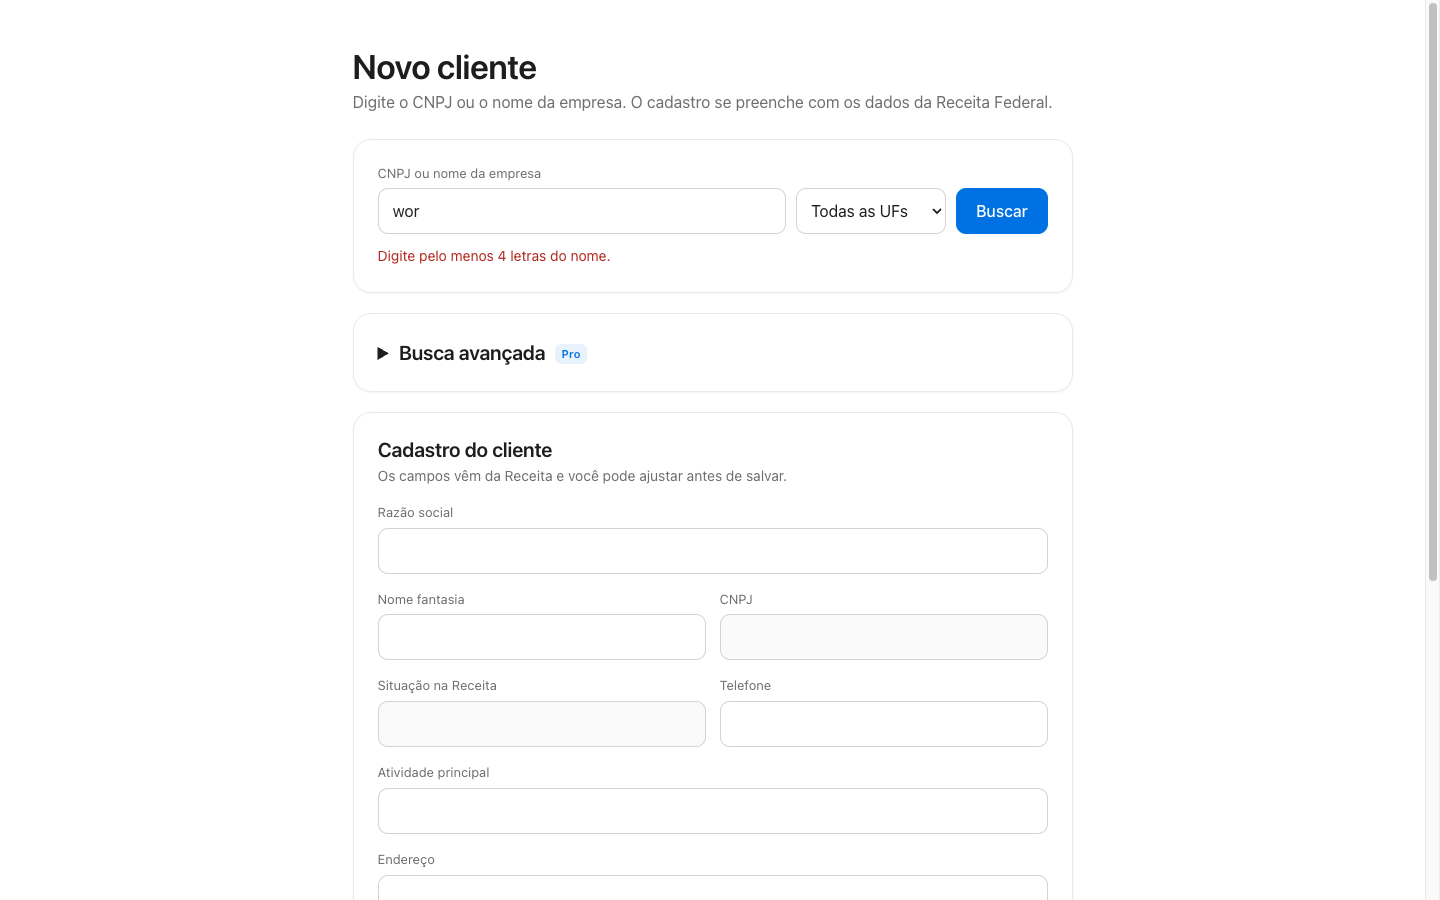 Novo cliente
Digite o CNPJ ou o nome da empresa. O cadastro se preenche com os dados da Receita Federal.
CNPJ ou nome da empresa
wor
Todas as UFs
Buscar
Digite pelo menos 4 letras do nome.
Busca avançada Pro
Cadastro do cliente
Os campos vêm da Receita e você pode ajustar antes de salvar.
Razão social
Nome fantasia
CNPJ
Situação na Receita
Telefone
Atividade principal
Endereço